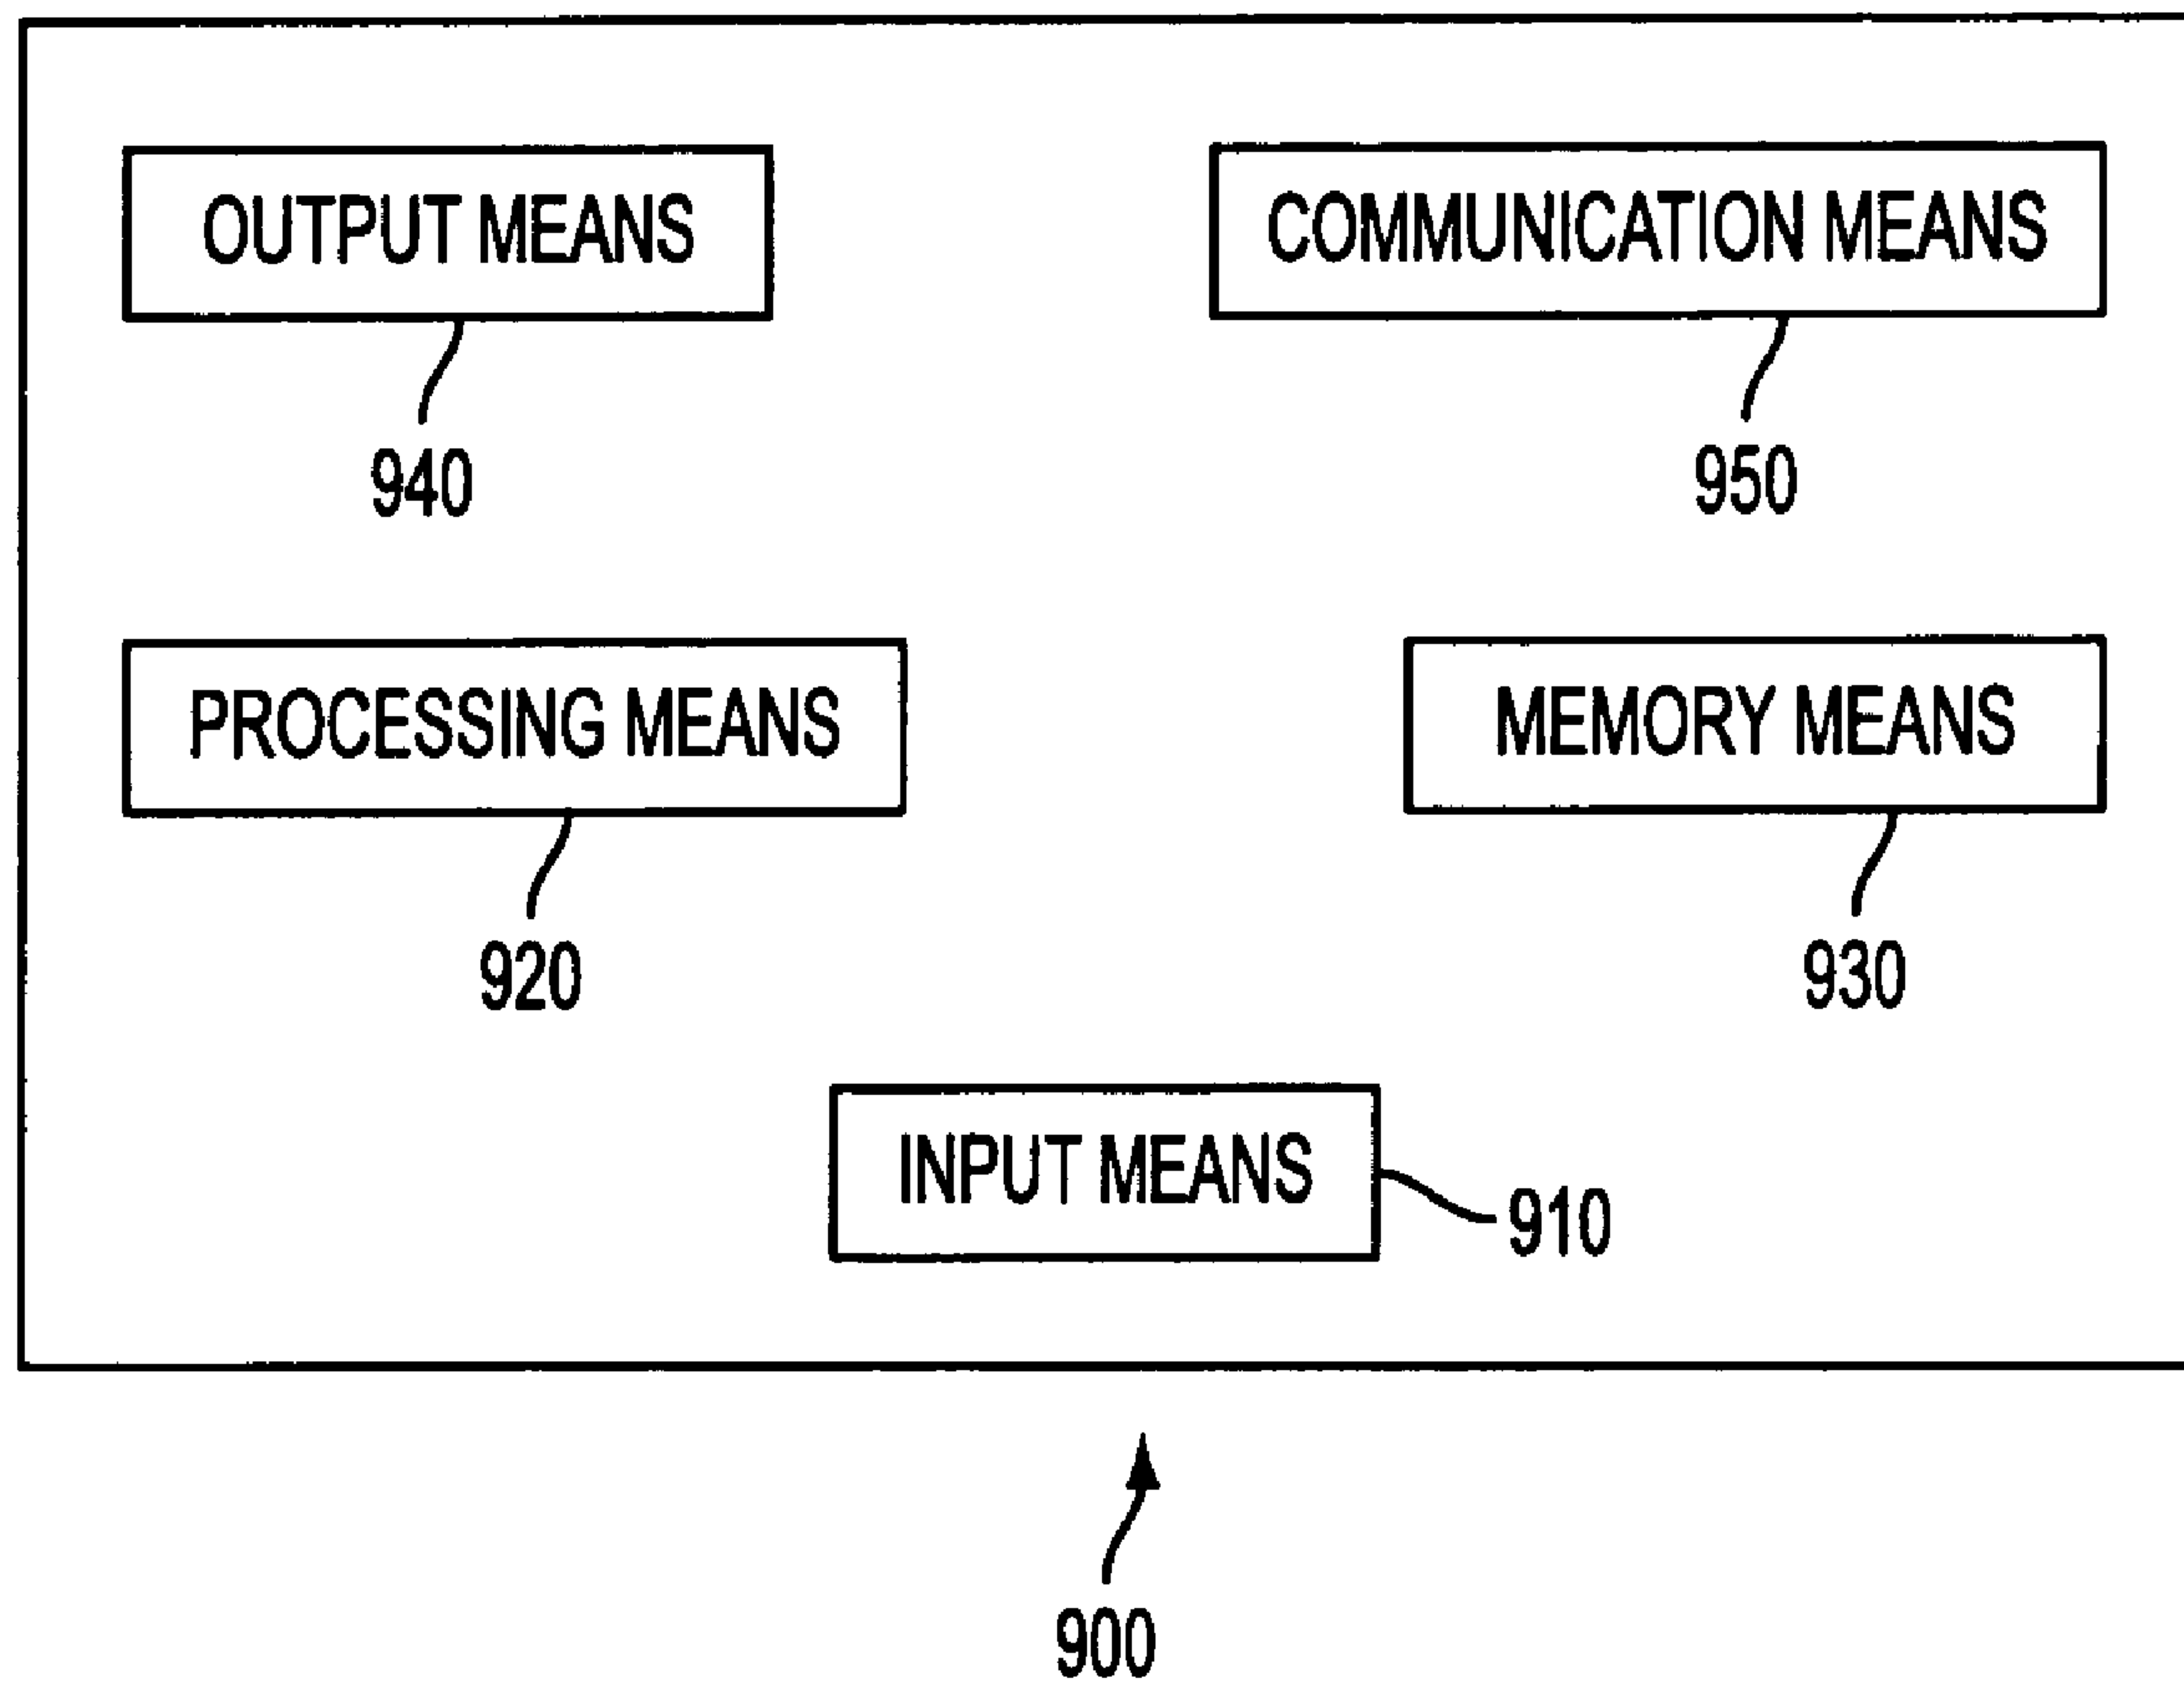 OUTPUT MEANS
COMMUNICATION MEANS
940
950
PROCESSING MEANS
MEMORY MEANS
920
930
INPUT MEANS
910
900